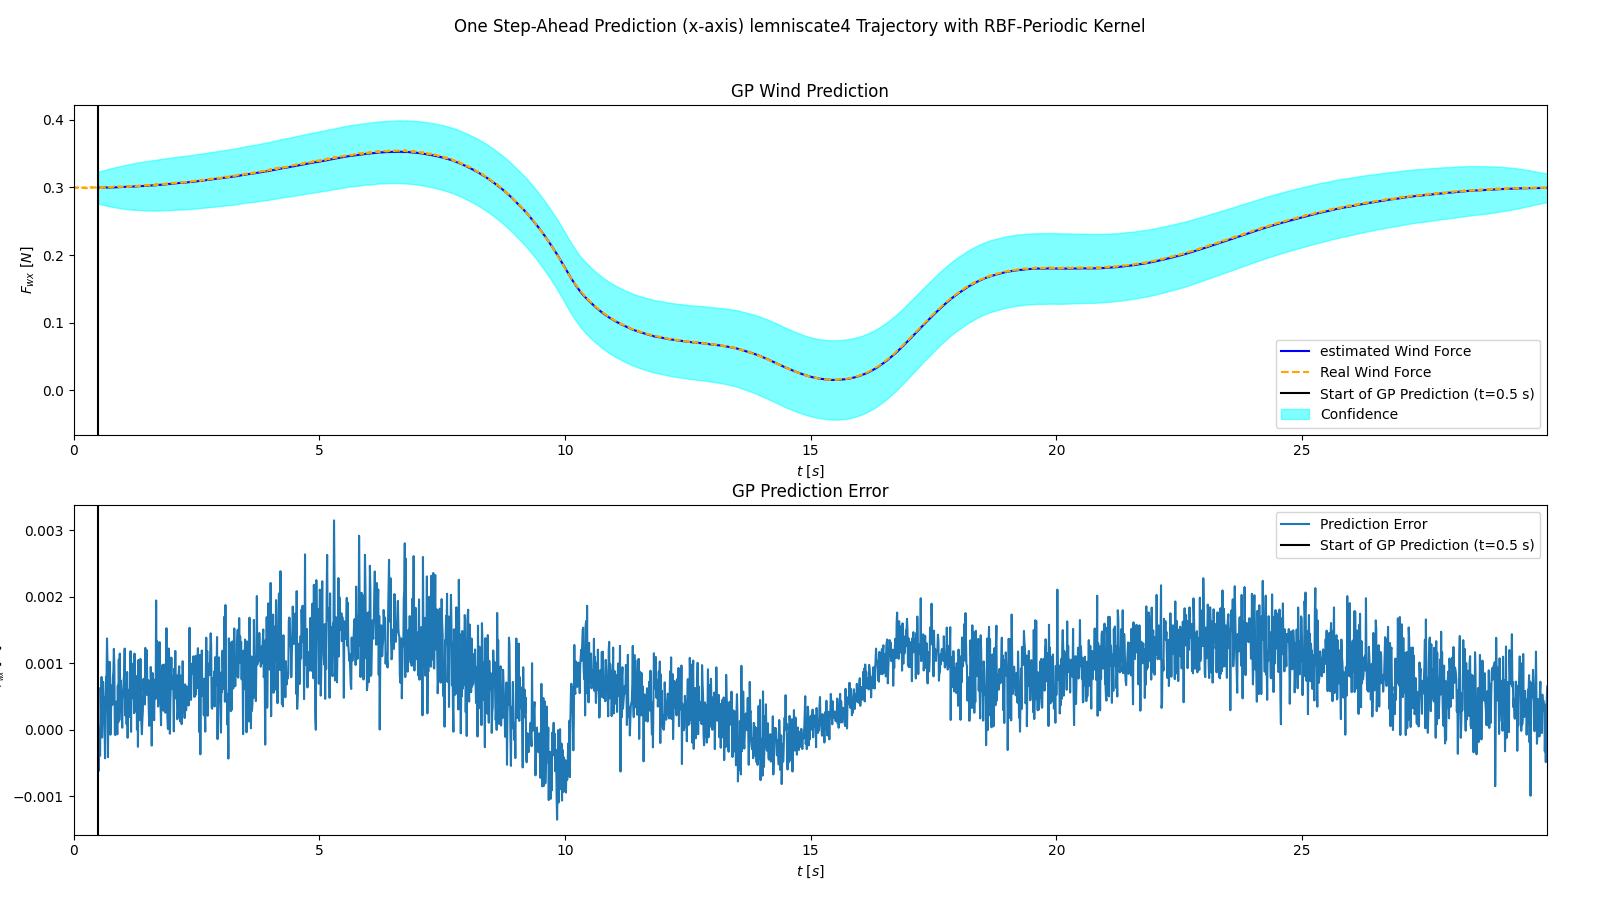 One Step-Ahead Prediction (x-axis) lemniscate4 Trajectory with RBF-Periodic Kernel
GP Wind Prediction
0.4
0.3
0.2
0.1
0.0
F_wx [N]
estimated Wind Force
Real Wind Force
Start of GP Prediction (t=0.5 s)
Confidence
0 5 10 15 20 25
t [s]
GP Prediction Error
0.003
0.002
0.001
0.000
−0.001
Prediction Error
Start of GP Prediction (t=0.5 s)
0 5 10 15 20 25
t [s]